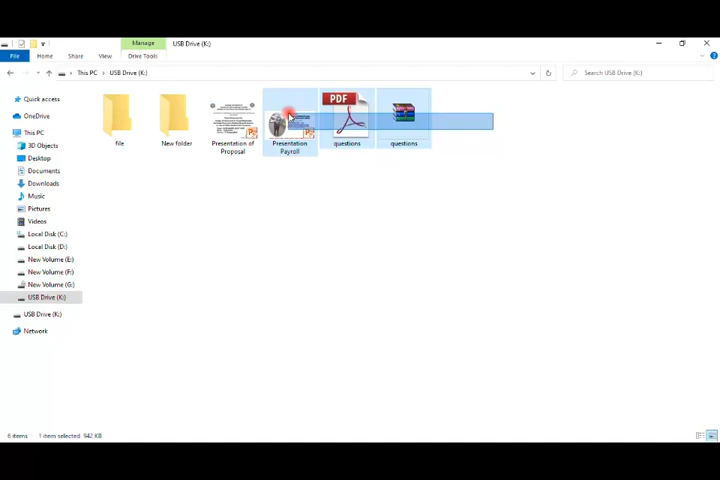 Manage
USB Drive (K:)
File
Home
Share
View
Drive Tools
This PC
USB Drive (K:)
Search USB Drive (K:)
Quick access
OneDrive
This PC
3D Objects
Desktop
Documents
Downloads
Music
Pictures
Videos
Local Disk (C:)
Local Disk (D:)
New Volume (E:)
New Volume (F:)
New Volume (G:)
USB Drive (K:)
USB Drive (K:)
Network
file
New folder
Presentation of
Proposal
Presentation
Payroll
PDF
questions
questions
6 items
1 item selected: 942 KB